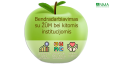 Bendradarbiavimas
su ŽŪM bei kitomis
institucijomis